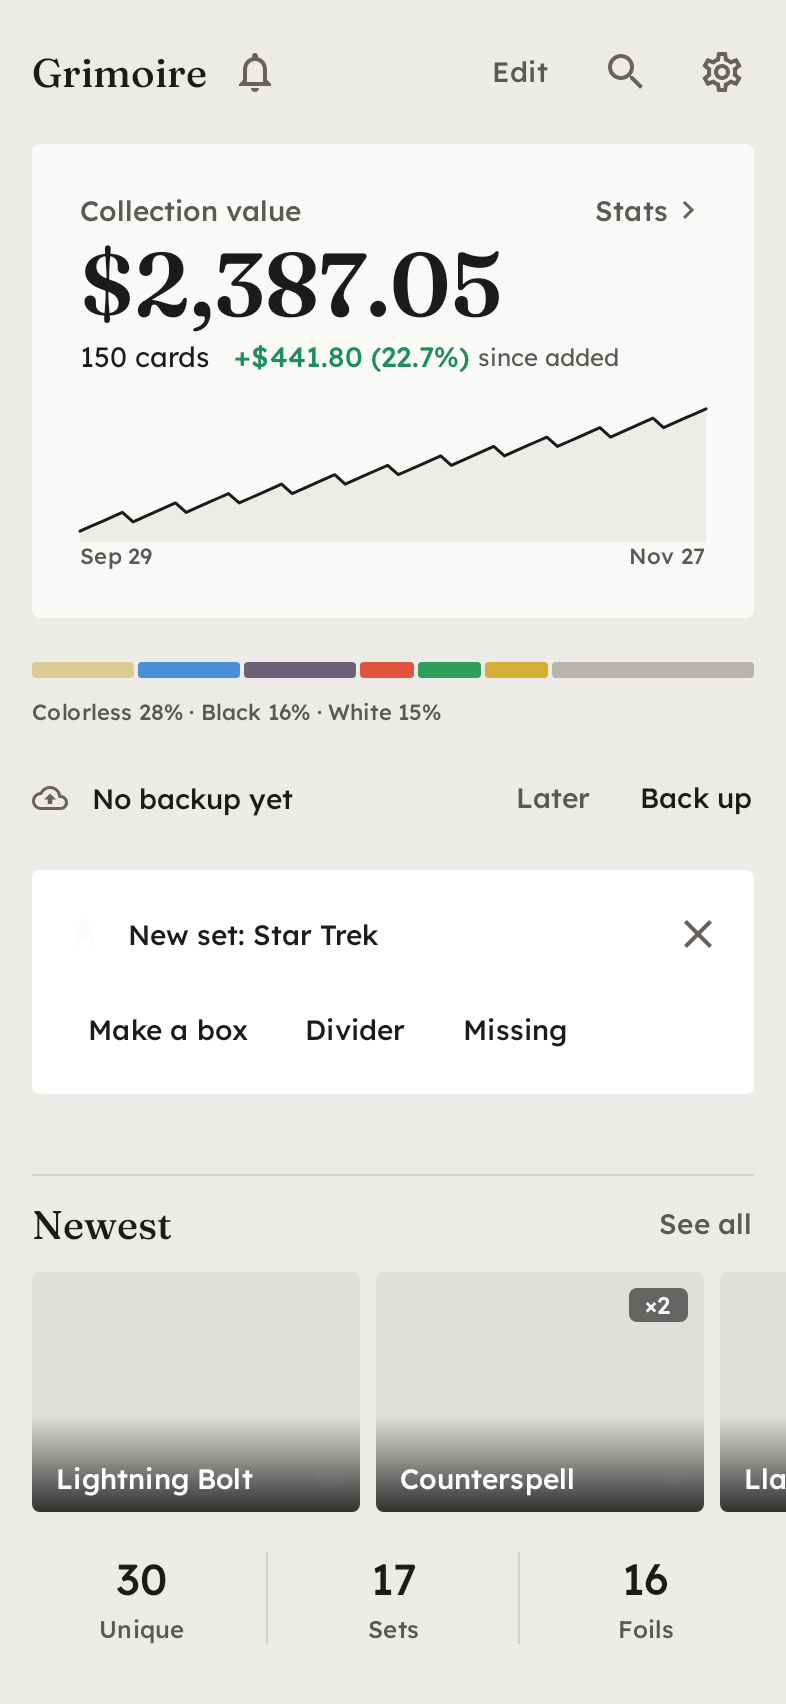 Grimoire
Edit
Collection value
Stats
$2,387.05
150 cards +$441.80 (22.7%) since added
Sep 29
Nov 27
Colorless 28% · Black 16% · White 15%
No backup yet
Later
Back up
New set: Star Trek
Make a box
Divider
Missing
Newest
See all
×2
Lightning Bolt
Counterspell
Lla
30
Unique
17
Sets
16
Foils